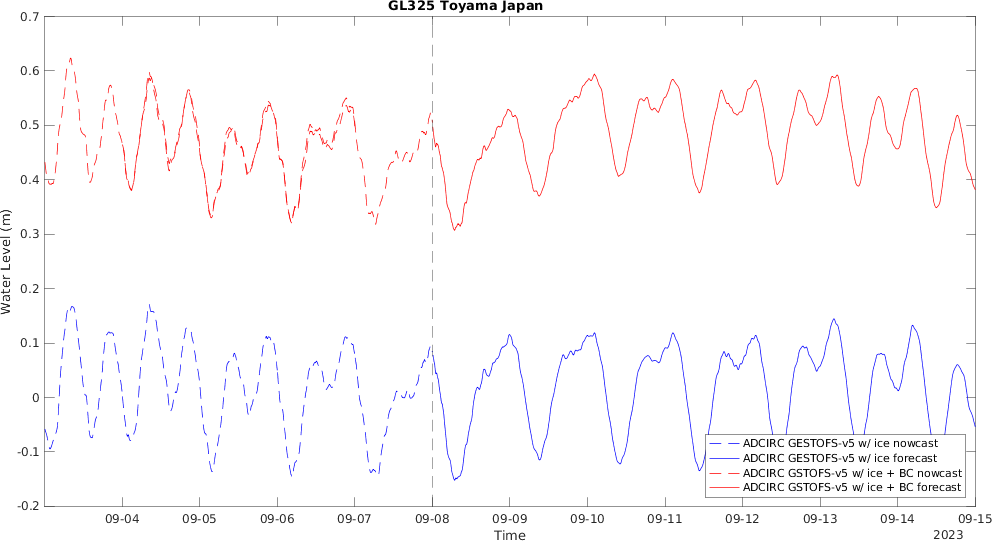 GL325 Toyama Japan
0.7
0.6
0.5
0.4
0.3
0.2
0.1
0
-0.1
-0.2
Water Level (m)
ADCIRC GESTOFS-v5 w/ ice nowcast
ADCIRC GESTOFS-v5 w/ ice forecast
ADCIRC GSTOFS-v5 w/ ice + BC nowcast
ADCIRC GSTOFS-v5 w/ ice + BC forecast
09-04 09-05 09-06 09-07 09-08 09-09 09-10 09-11 09-12 09-13 09-14 09-15
Time
2023